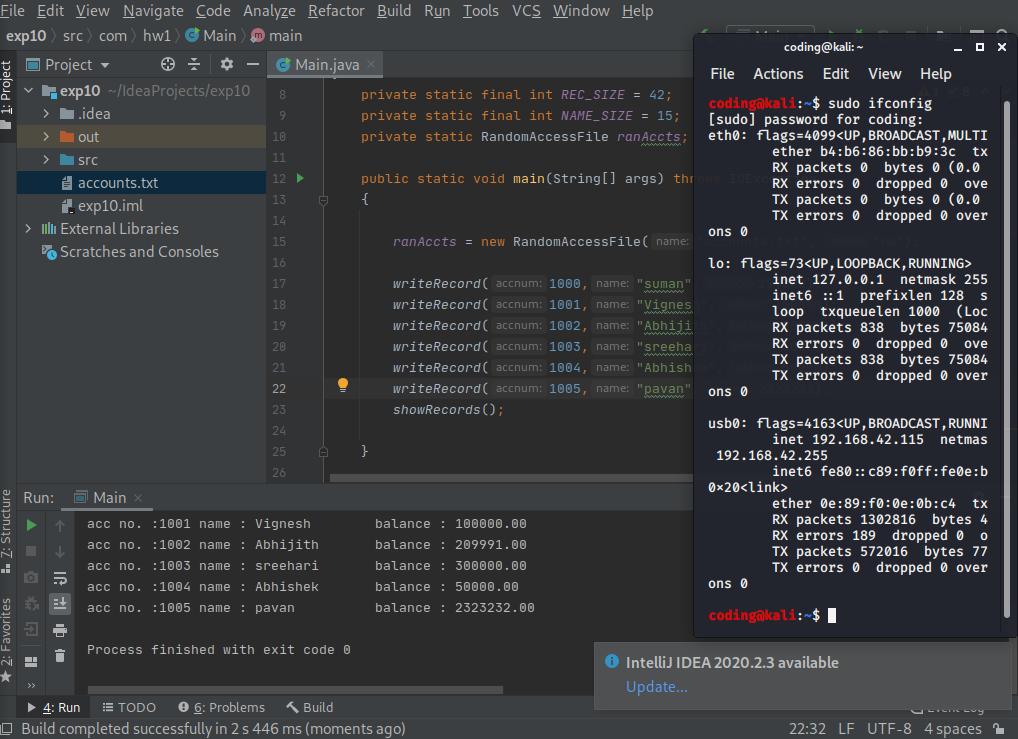 File Edit View Navigate Code Analyze Refactor Build Run Tools VCS Window Help
exp10 src com hw1 Main main
1: Project
Project
exp10 ~/IdeaProjects/exp10
.idea
out
src
accounts.txt
exp10.iml
External Libraries
Scratches and Consoles
Main.java
8 private static final int REC_SIZE = 42;
9 private static final int NAME_SIZE = 15;
10 private static RandomAccessFile ranAccts;
11
12 public static void main(String[] args)
13 {
14
15 ranAccts = new RandomAccessFile( name:
16
17 writeRecord( accnum: 1000, name: "suman"
18 writeRecord( accnum: 1001, name: "Vignes
19 writeRecord( accnum: 1002, name: "Abhij
20 writeRecord( accnum: 1003, name: "sreehar
21 writeRecord( accnum: 1004, name: "Abhish
22 writeRecord( accnum: 1005, name: "pavan"
23 showRecords();
24
25 }
26
coding@kali: ~
File Actions Edit View Help
coding@kali:~$ sudo ifconfig
[sudo] password for coding:
eth0: flags=4099<UP,BROADCAST,MULTI
ether b4:b6:86:bb:b9:3c tx
RX packets 0 bytes 0 (0.0
RX errors 0 dropped 0 ove
TX packets 0 bytes 0 (0.0
TX errors 0 dropped 0 over
ons 0
lo: flags=73<UP,LOOPBACK,RUNNING>
inet 127.0.0.1 netmask 255
inet6 ::1 prefixlen 128 s
loop txqueuelen 1000 (Loc
RX packets 838 bytes 75084
RX errors 0 dropped 0 ove
TX packets 838 bytes 75084
TX errors 0 dropped 0 over
ons 0
usb0: flags=4163<UP,BROADCAST,RUNNI
inet 192.168.42.115 netmas
192.168.42.255
inet6 fe80::c89:f0ff:fe0e:b
0×20<link>
ether 0e:89:f0:0e:0b:c4 tx
RX packets 1302816 bytes 4
RX errors 189 dropped 0 o
TX packets 572016 bytes 77
TX errors 0 dropped 0 over
ons 0
coding@kali:~$
7: Structure
2: Favorites
Run: Main
acc no. :1001 name : Vignesh balance : 100000.00
acc no. :1002 name : Abhijith balance : 209991.00
acc no. :1003 name : sreehari balance : 300000.00
acc no. :1004 name : Abhishek balance : 50000.00
acc no. :1005 name : pavan balance : 2323232.00
Process finished with exit code 0
IntelliJ IDEA 2020.2.3 available
Update...
4: Run TODO 6: Problems Build Event Log
Build completed successfully in 2 s 446 ms (moments ago) 22:32 LF UTF-8 4 spaces